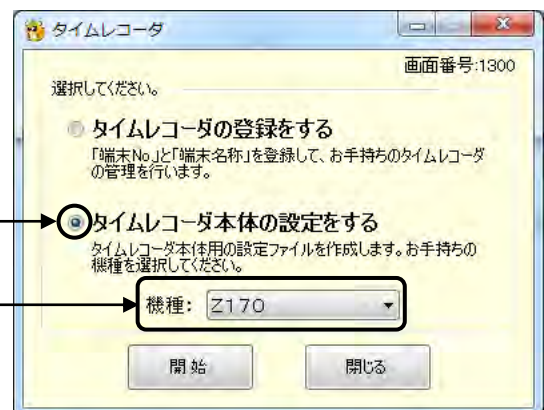 タイムレコーダ
画面番号:1300
選択してください。
タイムレコーダの登録をする
「端末No.」と「端末名称」を登録して、お手持ちのタイムレコーダ
の管理を行います。
タイムレコーダ本体の設定をする
タイムレコーダ本体用の設定ファイルを作成します。お手持ちの
機種を選択してください。
機種: Z170
開始 閉じる